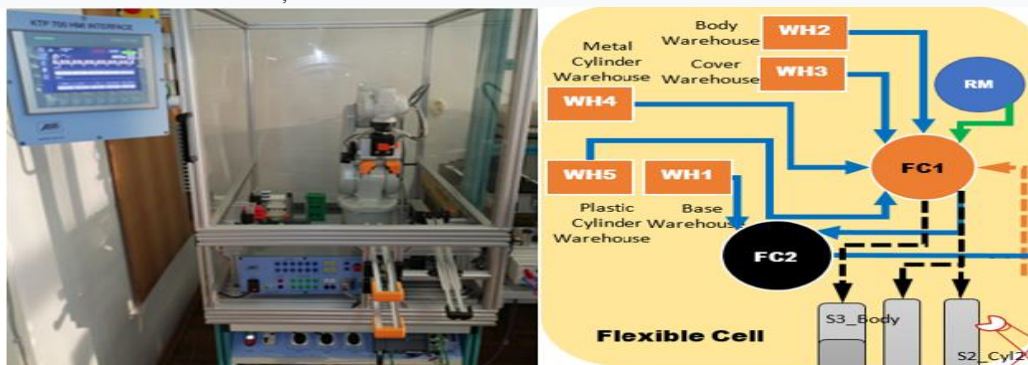 KTP 700 HMI INTERFACE
Body
Warehouse
WH2
Metal
Cylinder
Warehouse
Cover
Warehouse
WH3
RM
WH4
FC1
WH5
WH1
Plastic
Cylinder
Warehouse
Base
Warehouse
FC2
S3_Body
Flexible Cell
S2_Cyl2